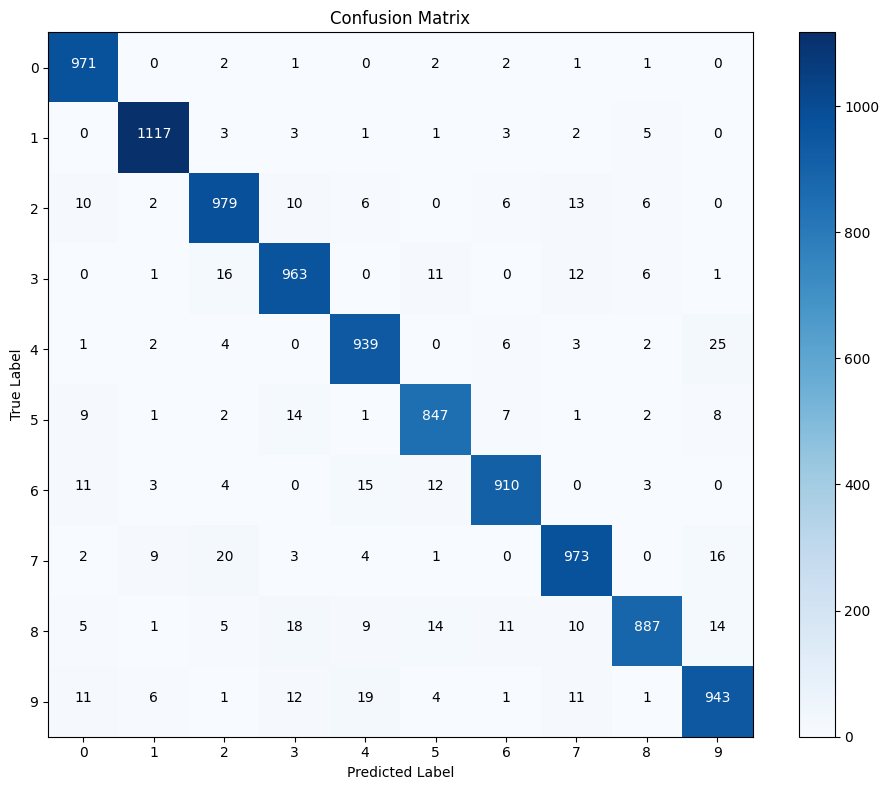 Confusion Matrix
0 971 0 2 1 0 2 2 1 1 0
1 0 1117 3 3 1 1 3 2 5 0
2 10 2 979 10 6 0 6 13 6 0
3 0 1 16 963 0 11 0 12 6 1
4 1 2 4 0 939 0 6 3 2 25
5 9 1 2 14 1 847 7 1 2 8
6 11 3 4 0 15 12 910 0 3 0
7 2 9 20 3 4 1 0 973 0 16
8 5 1 5 18 9 14 11 10 887 14
9 11 6 1 12 19 4 1 11 1 943
0 1 2 3 4 5 6 7 8 9
Predicted Label
True Label
1000
800
600
400
200
0